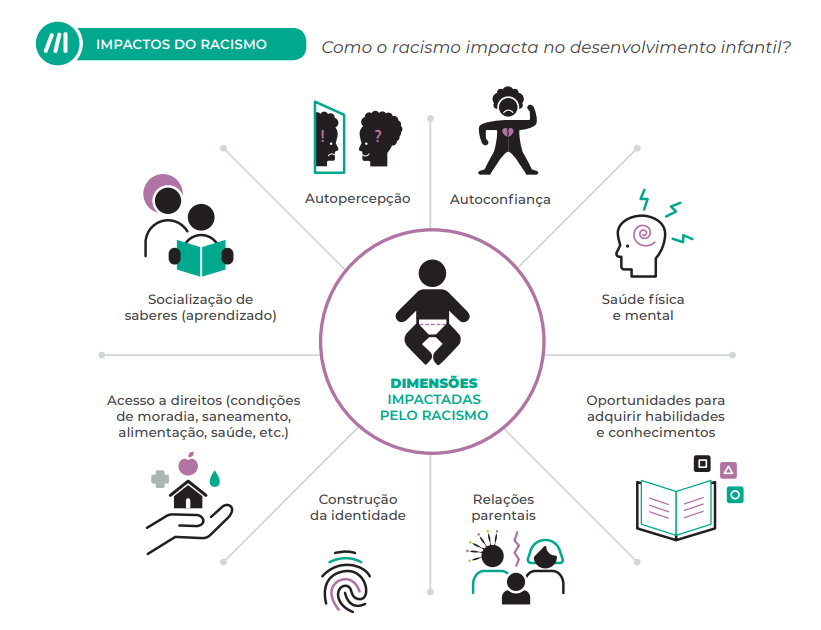 IMPACTOS DO RACISMO
Como o racismo impacta no desenvolvimento infantil?
!
?
Autopercepção
Autoconfiança
Socialização de
saberes (aprendizado)
Saúde física
e mental
DIMENSÕES
IMPACTADAS
PELO RACISMO
Acesso a direitos (condições
de moradia, saneamento,
alimentação, saúde, etc.)
Oportunidades para
adquirir habilidades
e conhecimentos
Construção
da identidade
Relações
parentais